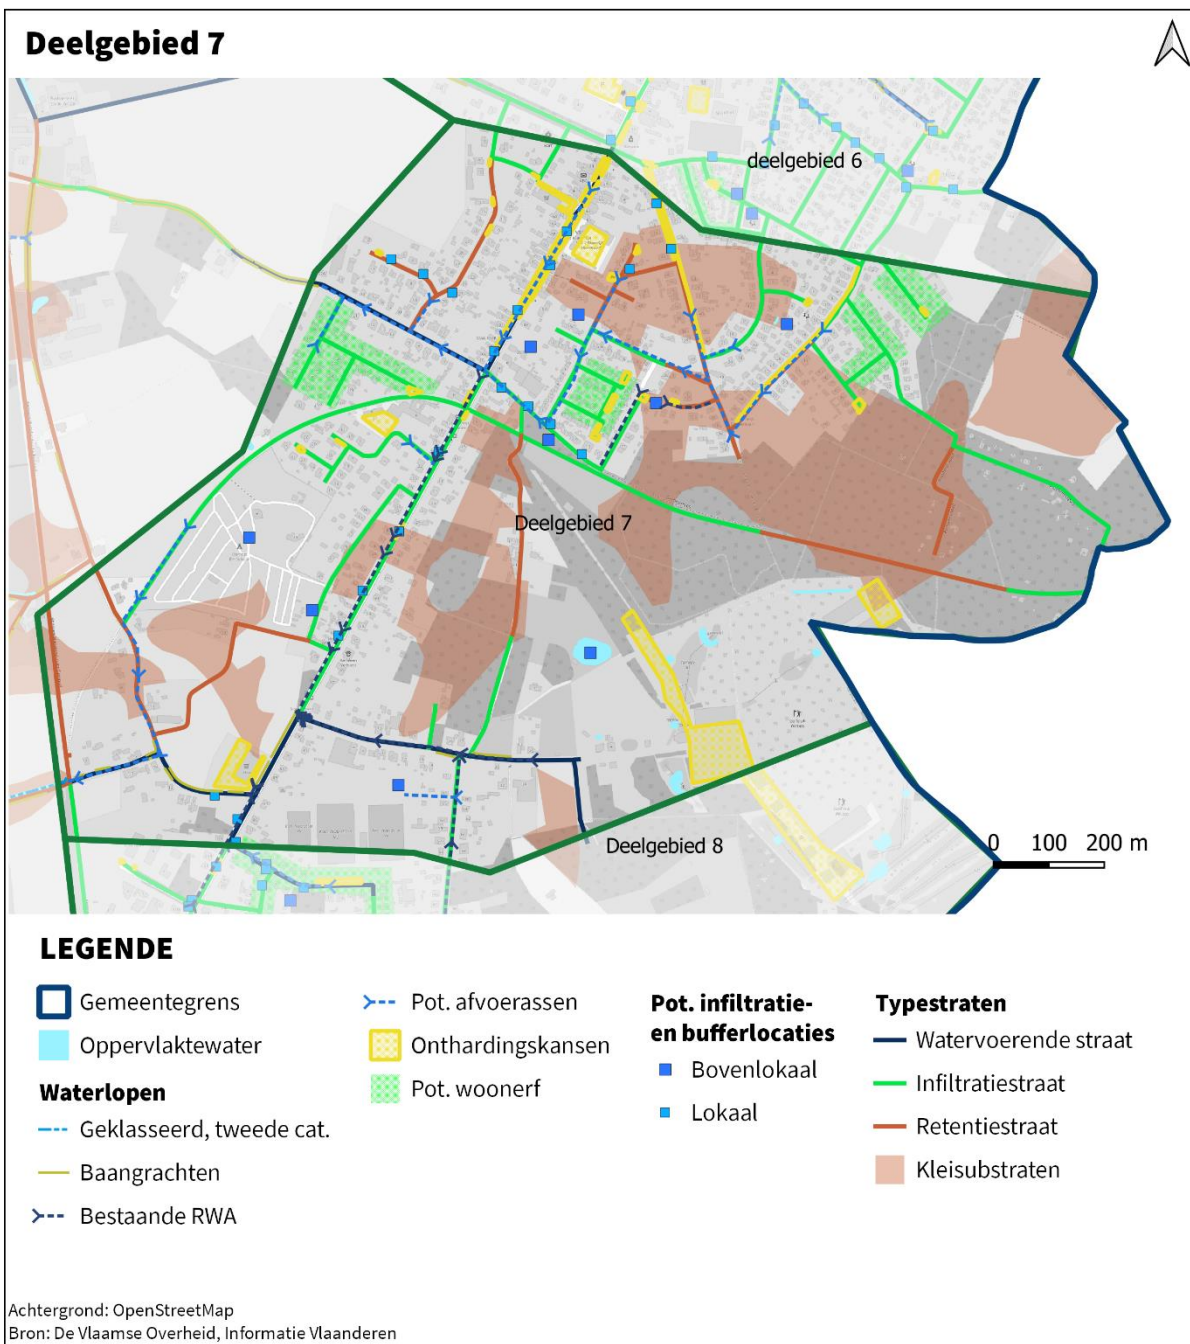 Deelgebied 7
deelgebied 6
Deelgebied 7
Deelgebied 8
0 100 200 m
LEGENDE
Gemeentegrens
Oppervlaktewater
Waterlopen
Geklasseerd, tweede cat.
Baangrachten
Bestaande RWA
Pot. afvoerassen
Onthardingskansen
Pot. woonerf
Pot. infiltratie-
en bufferlocaties
Bovenlokaal
Lokaal
Typestraten
Watervoerende straat
Infiltratiestraat
Retentiestraat
Kleisubstraten
Achtergrond: OpenStreetMap
Bron: De Vlaamse Overheid, Informatie Vlaanderen